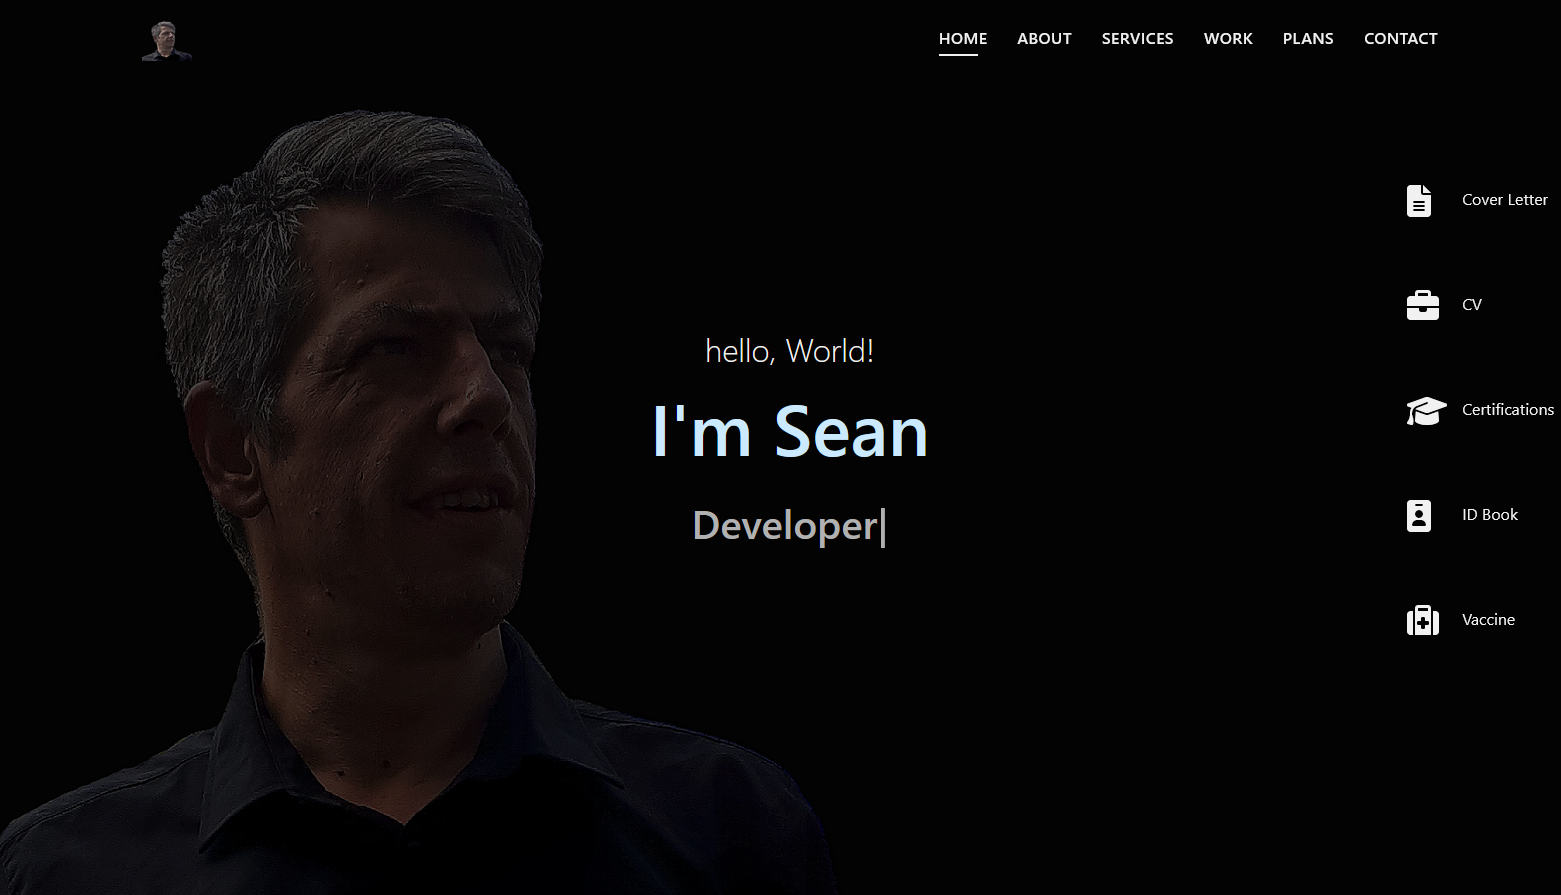 HOME ABOUT SERVICES WORK PLANS CONTACT
Cover Letter
CV
hello, World!
I'm Sean
Certifications
Developer|
ID Book
Vaccine